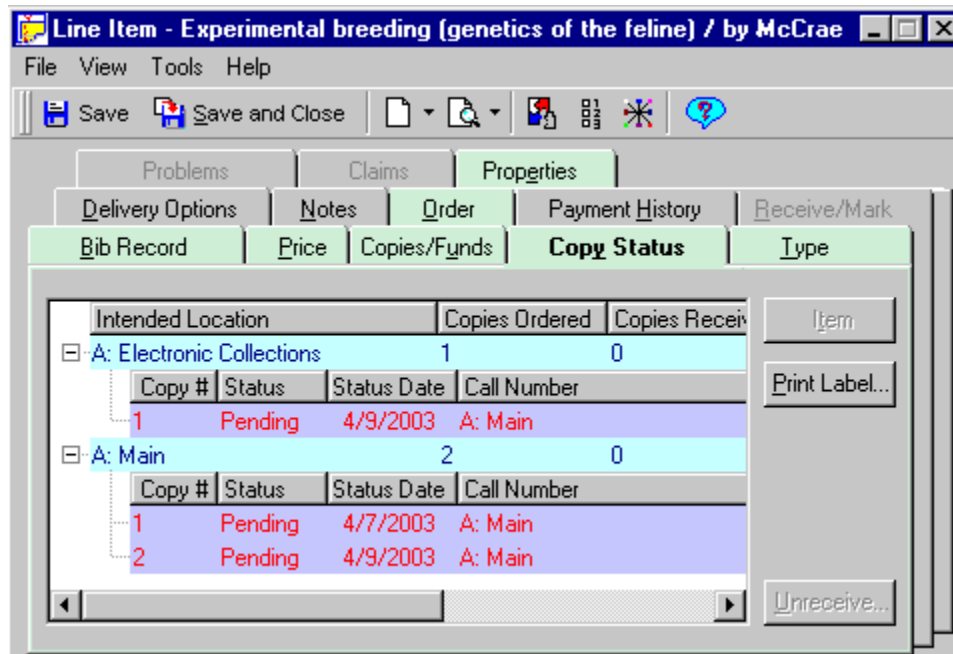 Line Item - Experimental breeding (genetics of the feline) / by McCrae
File View Tools Help
Save Save and Close
Problems Claims Properties
Delivery Options Notes Order Payment History Receive/Mark
Bib Record Price Copies/Funds Copy Status Type
Intended Location Copies Ordered Copies Receiv
Item
A: Electronic Collections 1 0
Copy # Status Status Date Call Number
Print Label...
1 Pending 4/9/2003 A: Main
A: Main 2 0
Copy # Status Status Date Call Number
1 Pending 4/7/2003 A: Main
2 Pending 4/9/2003 A: Main
Unreceive...